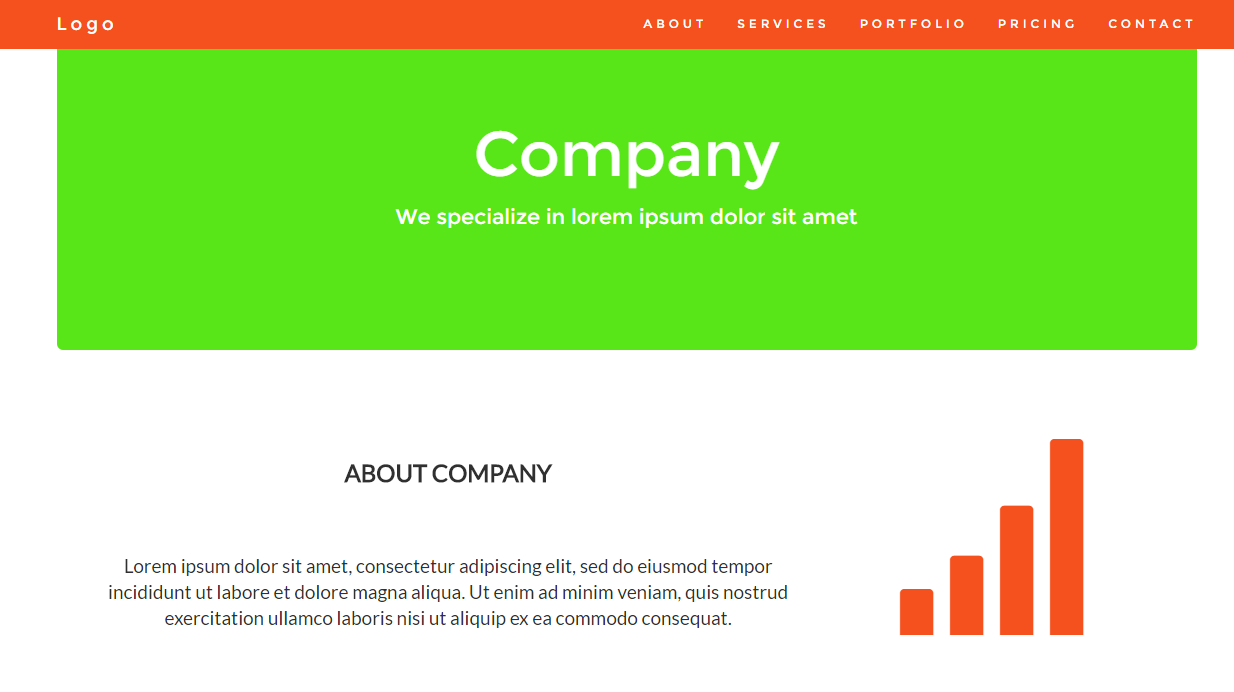 Logo
ABOUT SERVICES PORTFOLIO PRICING CONTACT
Company
We specialize in lorem ipsum dolor sit amet
ABOUT COMPANY
Lorem ipsum dolor sit amet, consectetur adipiscing elit, sed do eiusmod tempor
incididunt ut labore et dolore magna aliqua. Ut enim ad minim veniam, quis nostrud
exercitation ullamco laboris nisi ut aliquip ex ea commodo consequat.